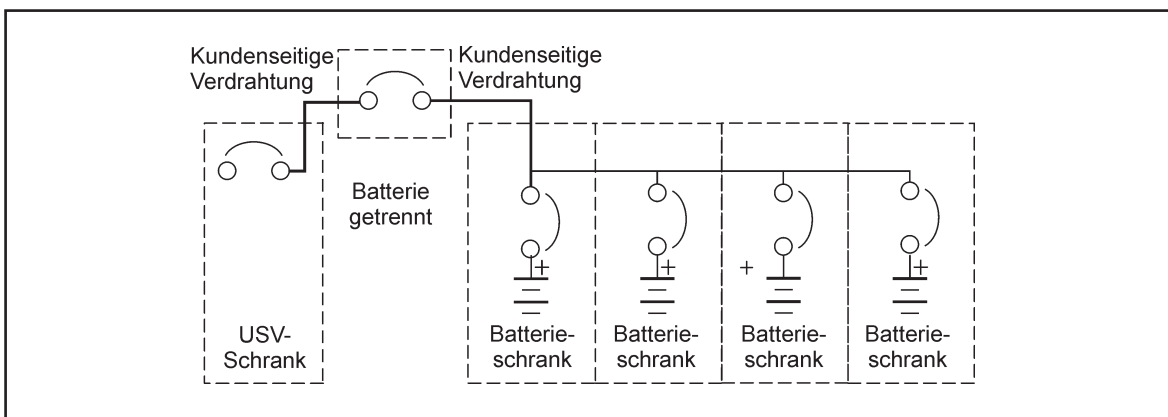 Kundenseitige
Verdrahtung
Kundenseitige
Verdrahtung
Batterie
getrennt
+
+
+
+
USV-
Schrank
Batterie-
schrank
Batterie-
schrank
Batterie-
schrank
Batterie-
schrank